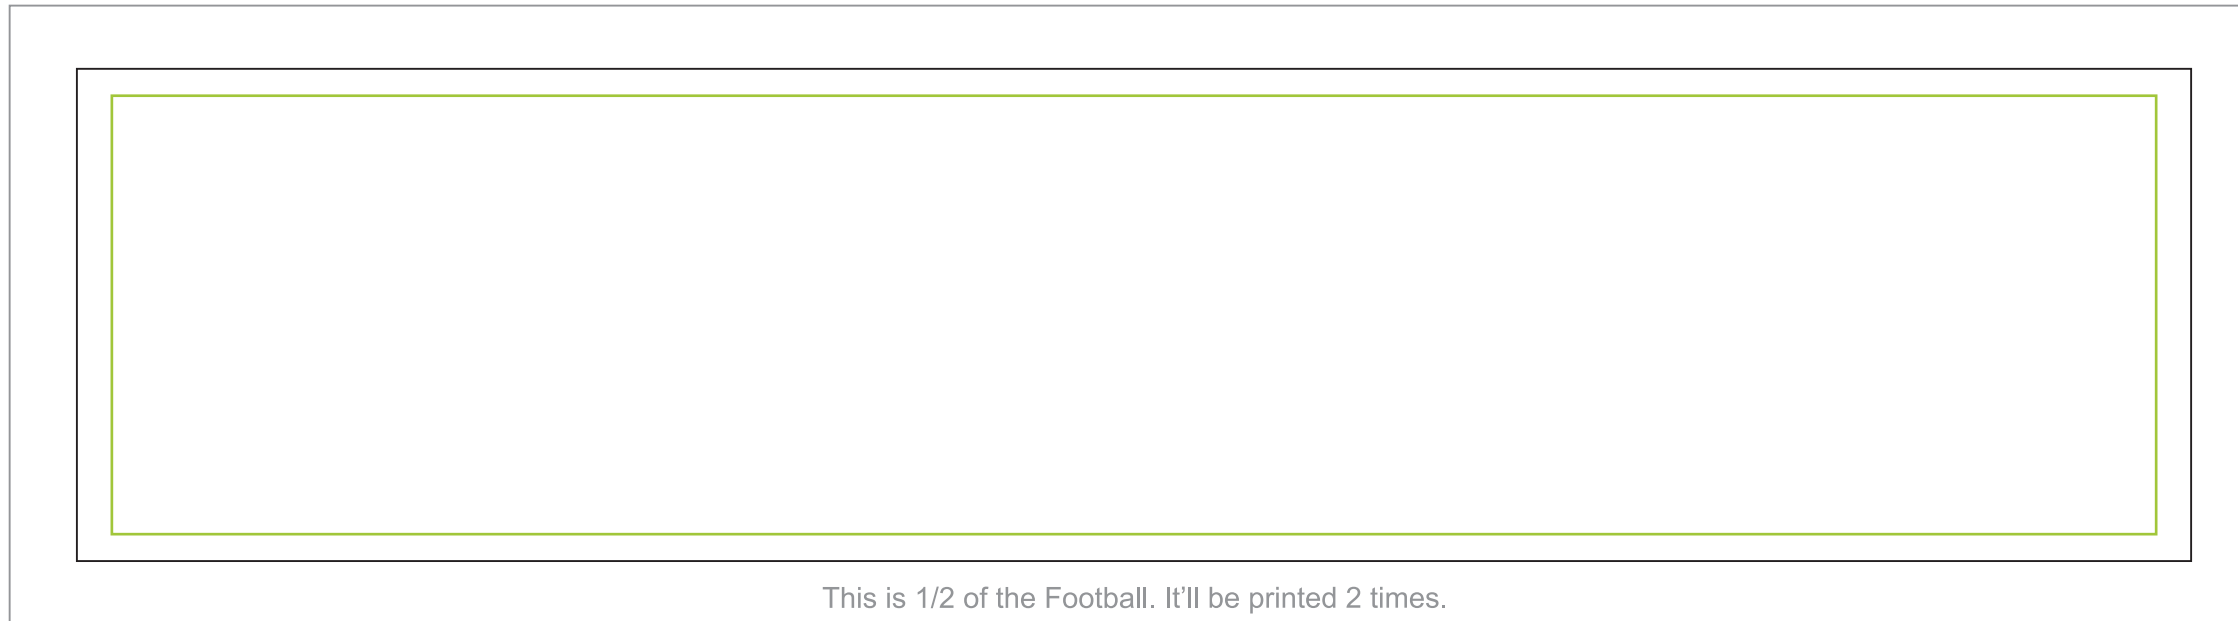 This is 1/2 of the Football. It’ll be printed 2 times.